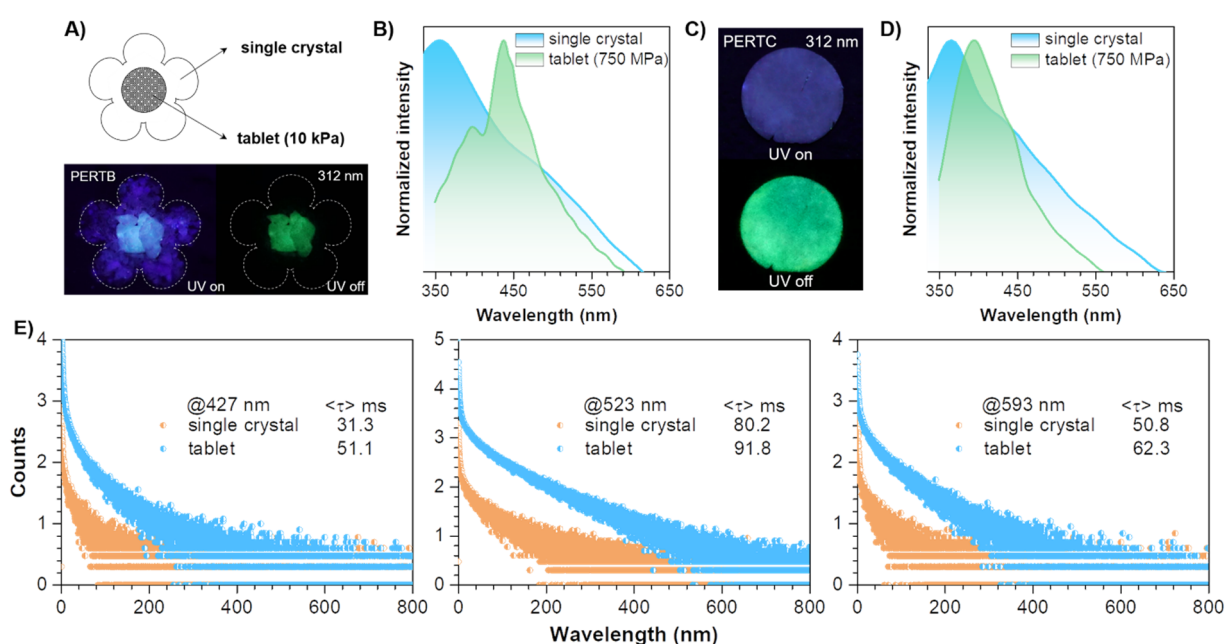 A)
single crystal
tablet (10 kPa)
PERTB
312 nm
UV on
UV off
B)
single crystal
tablet (750 MPa)
Normalized intensity
350
450
550
650
Wavelength (nm)
C)
PERTC
312 nm
UV on
UV off
D)
single crystal
tablet (750 MPa)
Normalized intensity
350
450
550
650
Wavelength (nm)
E)
Counts
4
3
2
1
0
@427 nm
<τ> ms
single crystal
31.3
tablet
51.1
0
200
400
600
800
5
4
3
2
1
0
@523 nm
<τ> ms
single crystal
80.2
tablet
91.8
0
200
400
600
800
4
3
2
1
0
@593 nm
<τ> ms
single crystal
50.8
tablet
62.3
0
200
400
600
800
Wavelength (nm)